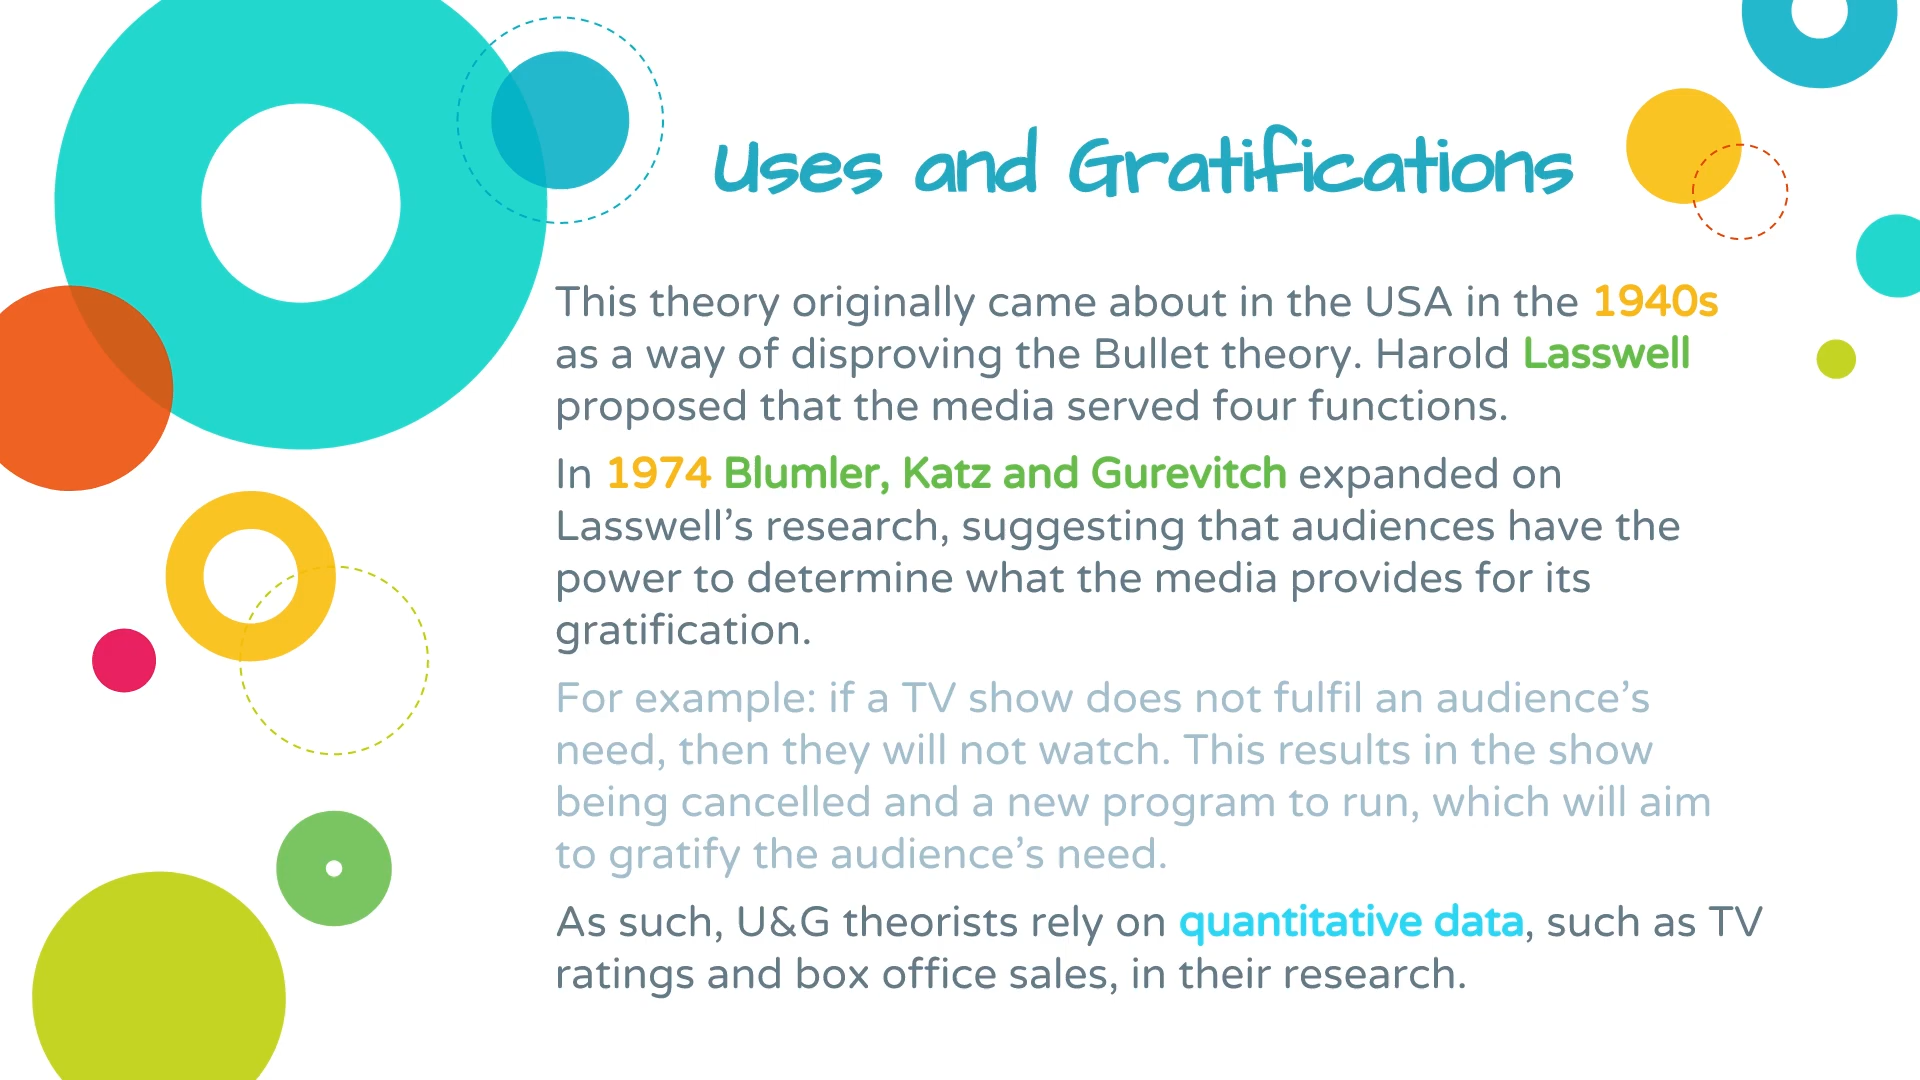 Uses and Gratifications
This theory originally came about in the USA in the 1940s
as a way of disproving the Bullet theory. Harold Lasswell
proposed that the media served four functions.
In 1974 Blumler, Katz and Gurevitch expanded on
Lasswell’s research, suggesting that audiences have the
power to determine what the media provides for its
gratification.
For example: if a TV show does not fulfil an audience’s
need, then they will not watch. This results in the show
being cancelled and a new program to run, which will aim
to gratify the audience’s need.
As such, U&G theorists rely on quantitative data, such as TV
ratings and box office sales, in their research.